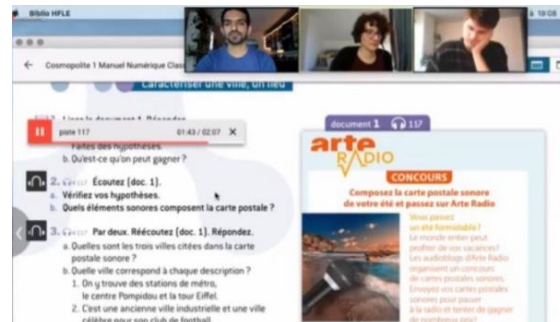 Biblio HFLE
à 19:08
Cosmopolite 1 Manuel Numérique Clas
Caractériser une ville, un lieu
piste 117
01:43 / 02:07
Faites des hypothèses.
b. Qu'est-ce qu'on peut gagner ?
2. Écoutez (doc. 1).
a. Vérifiez vos hypothèses.
b. Quels éléments sonores composent la carte postale ?
3. Par deux. Réécoutez (doc. 1). Répondez.
a. Quelles sont les trois villes citées dans la carte
postale sonore ?
b. Quelle ville correspond à chaque description ?
1. On y trouve des stations de métro,
le centre Pompidou et la tour Eiffel.
2. C'est une ancienne ville industrielle et une ville
célèbre pour son club de football.
document 1 117
arte
RADIO
CONCOURS
Composez la carte postale sonore
de votre été et passez sur Arte Radio
Vous passez
un été formidable !
Le monde entier peut
profiter de vos vacances !
Les audioblogs d'Arte Radio
organisent un concours
de cartes postales sonores.
Envoyez vos cartes postales
sonores pour passer
à la radio et tenter de gagner
de nombreux prix !